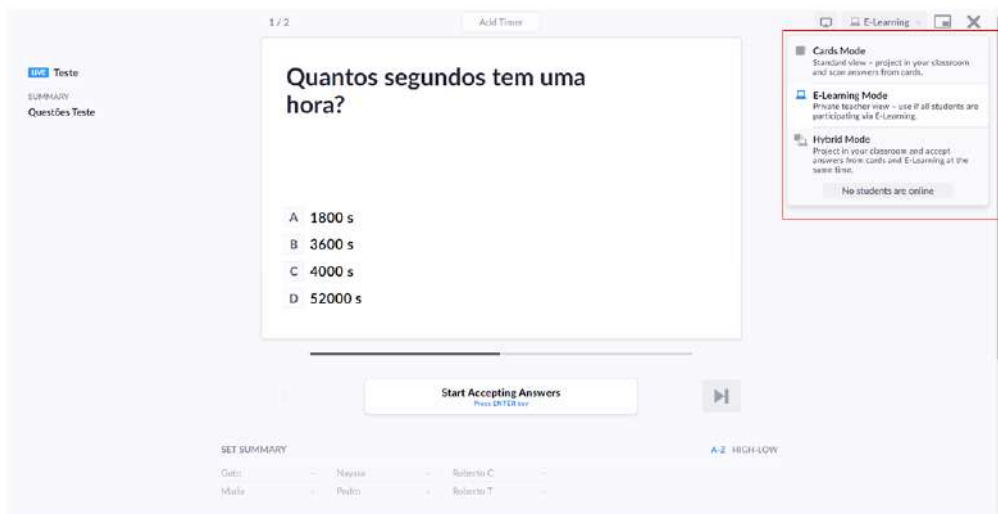 1 / 2
Add Timer
E-Learning
LIVE Teste
SUMMARY
Questões Teste
Quantos segundos tem uma
hora?
A 1800 s
B 3600 s
C 4000 s
D 52000 s
Cards Mode
Standard view – project in your classroom
and scan answers from cards.
E-Learning Mode
Private teacher view – use if all students are
participating via E-Learning.
Hybrid Mode
Project in your classroom and accept
answers from cards and E-Learning at the
same time.
No students are online
Start Accepting Answers
Press ENTER key
SET SUMMARY
A-Z HIGH-LOW
– – Roberto C –
Maria – Pedro – Roberto T –